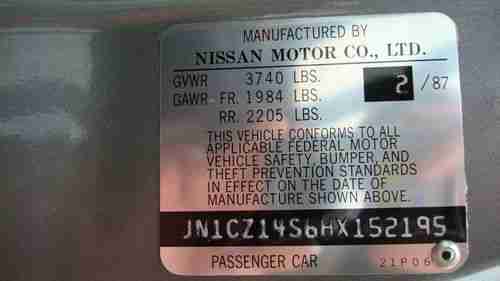 MANUFACTURED BY
NISSAN MOTOR CO., LTD.
GVWR 3740 LBS. 2 /87
GAWR- FR. 1984 LBS.
RR. 2205 LBS.
THIS VEHICLE CONFORMS TO ALL
APPLICABLE FEDERAL MOTOR
VEHICLE SAFETY, BUMPER, AND
THEFT PREVENTION STANDARDS
IN EFFECT ON THE DATE OF
MANUFACTURE SHOWN ABOVE.
JN1CZ14S6HX152195
PASSENGER CAR 21P06